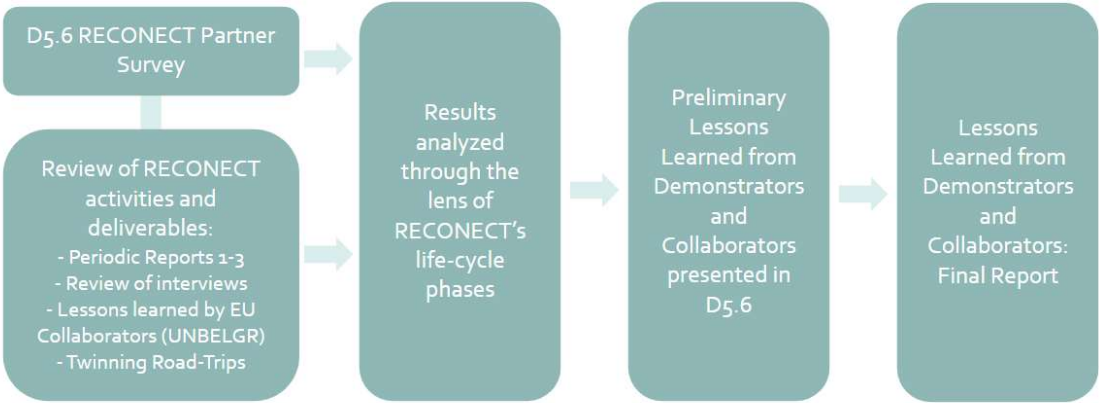 D5.6 RECONECT Partner
Survey
Review of RECONECT
activities and
deliverables:
- Periodic Reports 1-3
- Review of interviews
- Lessons learned by EU
Collaborators (UNBELGR)
- Twinning Road-Trips
Results
analyzed
through the
lens of
RECONECT's
life-cycle
phases
Preliminary
Lessons
Learned from
Demonstrators
and
Collaborators
presented in
D5.6
Lessons
Learned from
Demonstrators
and
Collaborators:
Final Report